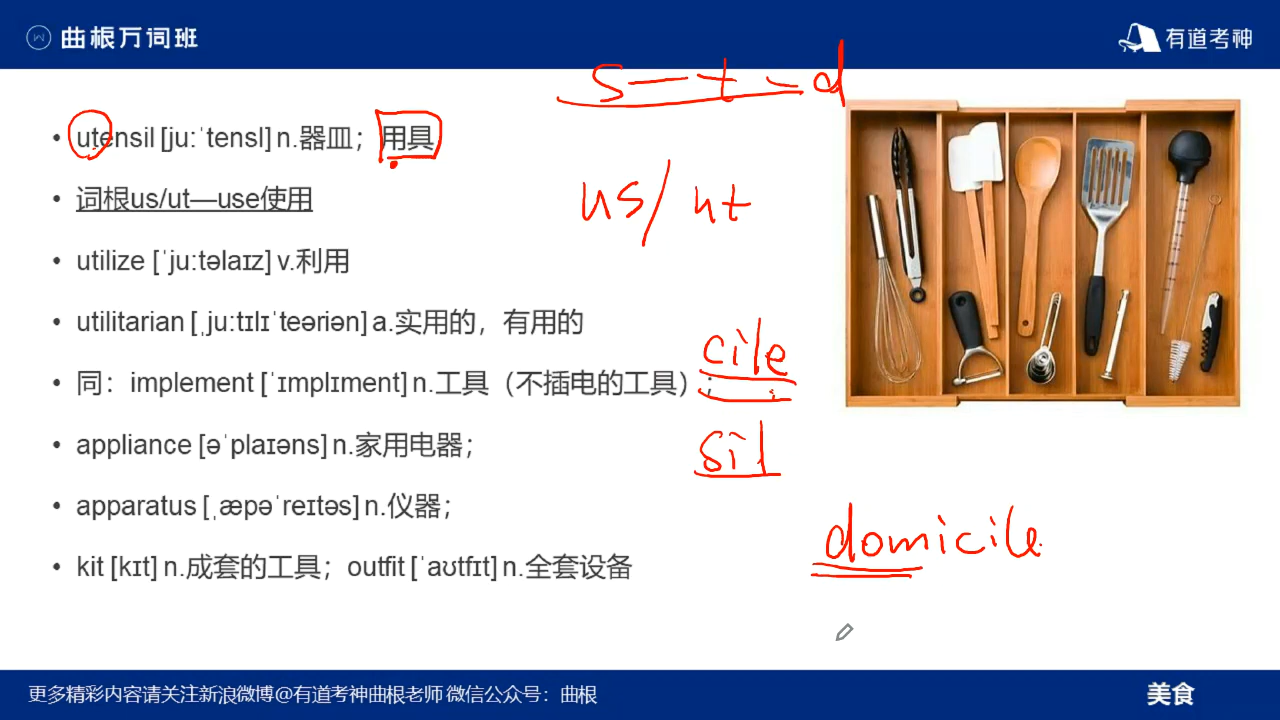 曲根万词班
有道考神
s — t - d
utensil [juːˈtensl] n.器皿；用具
词根us/ut—use使用
us/ut
utilize [ˈjuːtəlaɪz] v.利用
utilitarian [ˌjuːtɪlɪˈteəriən] a.实用的，有用的
cile
同：implement [ˈɪmplɪment] n.工具（不插电的工具）；
appliance [əˈplaɪəns] n.家用电器；
sil
apparatus [ˌæpəˈreɪtəs] n.仪器；
domicile
kit [kɪt] n.成套的工具；outfit [ˈaʊtfɪt] n.全套设备
更多精彩内容请关注新浪微博@有道考神曲根老师 微信公众号：曲根
美食